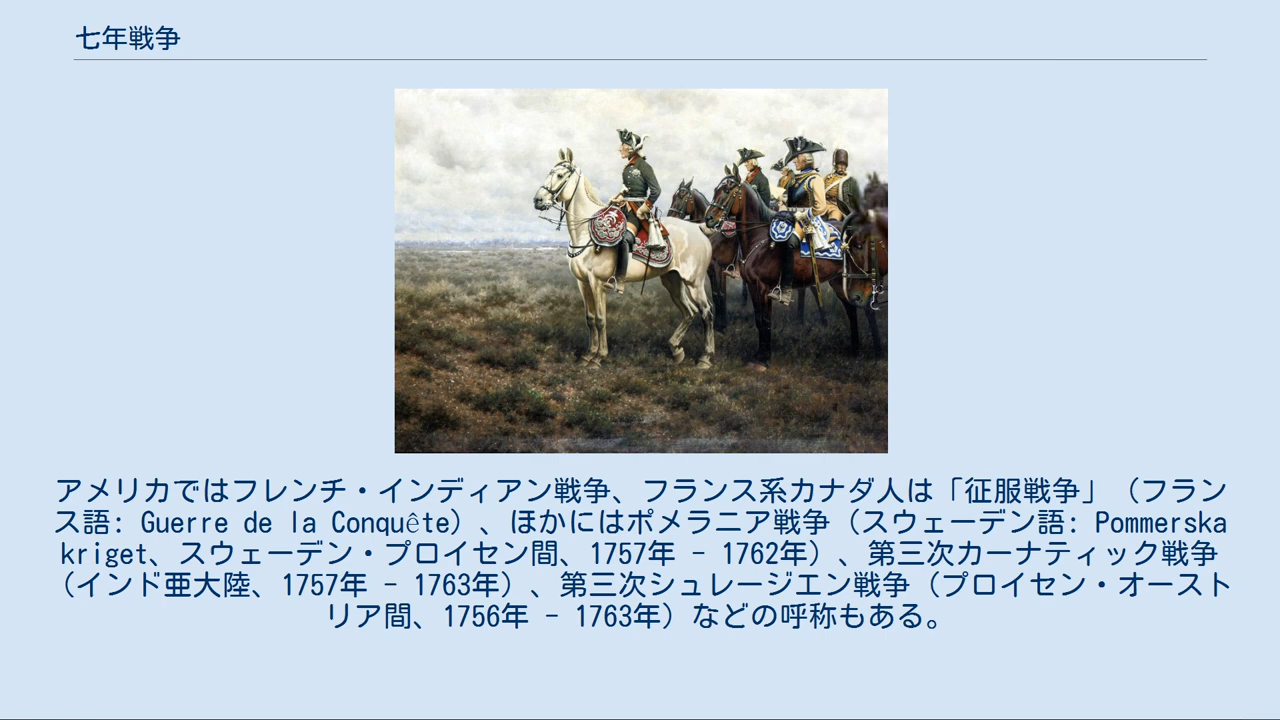 七年戦争
アメリカではフレンチ・インディアン戦争、フランス系カナダ人は「征服戦争」（フラン
ス語: Guerre de la Conquête）、ほかにはポメラニア戦争（スウェーデン語: Pommerska
kriget、スウェーデン・プロイセン間、1757年 - 1762年）、第三次カーナティック戦争
（インド亜大陸、1757年 - 1763年）、第三次シュレージエン戦争（プロイセン・オースト
リア間、1756年 - 1763年）などの呼称もある。